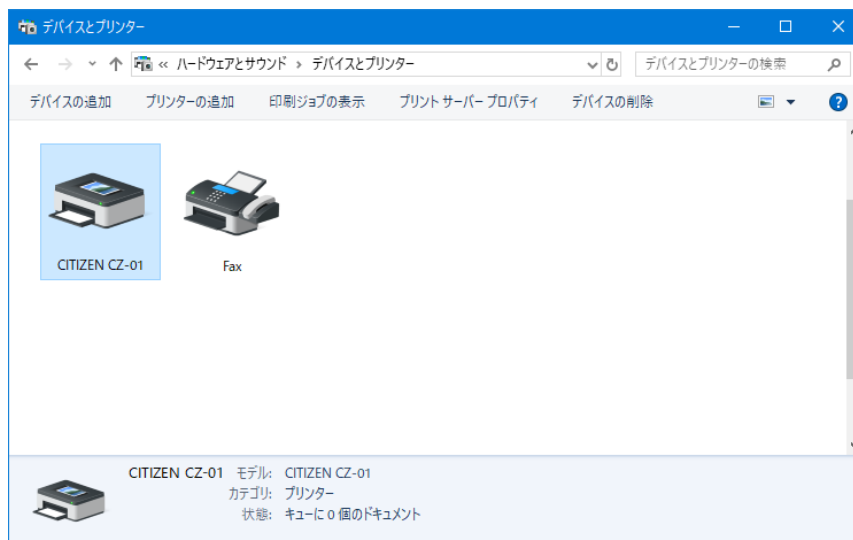 デバイスとプリンター
« ハードウェアとサウンド › デバイスとプリンター
デバイスとプリンターの検索
デバイスの追加 プリンターの追加 印刷ジョブの表示 プリント サーバー プロパティ デバイスの削除
CITIZEN CZ-01
Fax
CITIZEN CZ-01 モデル: CITIZEN CZ-01
カテゴリ: プリンター
状態: キューに 0 個のドキュメント